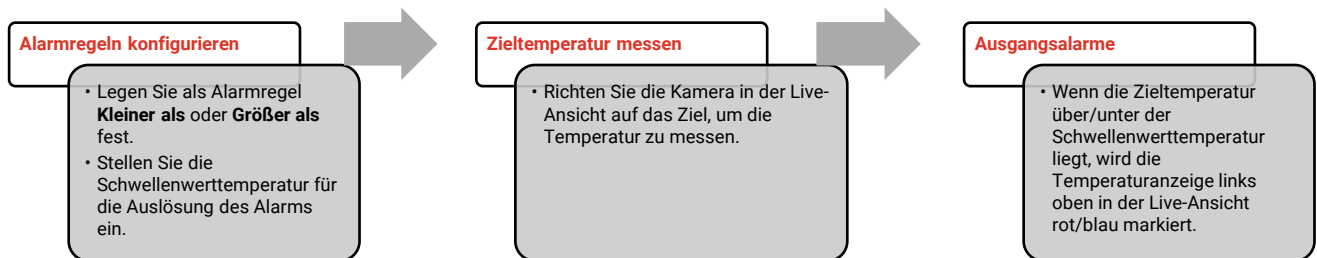 Alarmregeln konfigurieren
• Legen Sie als Alarmregel
Kleiner als oder Größer als
fest.
• Stellen Sie die
Schwellenwerttemperatur für
die Auslösung des Alarms
ein.
Zieltemperatur messen
• Richten Sie die Kamera in der Live-
Ansicht auf das Ziel, um die
Temperatur zu messen.
Ausgangsalarme
• Wenn die Zieltemperatur
über/unter der
Schwellenwerttemperatur
liegt, wird die
Temperaturanzeige links
oben in der Live-Ansicht
rot/blau markiert.